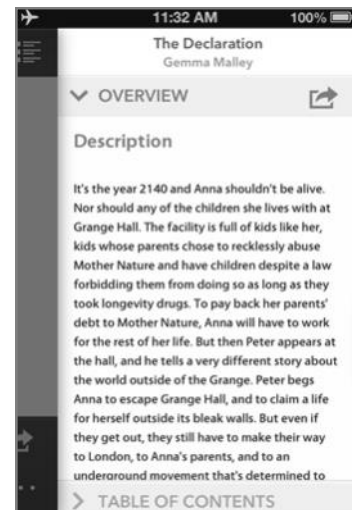 11:32 AM 100%
The Declaration
Gemma Malley
OVERVIEW
Description
It's the year 2140 and Anna shouldn't be alive.
Nor should any of the children she lives with at
Grange Hall. The facility is full of kids like her,
kids whose parents chose to recklessly abuse
Mother Nature and have children despite a law
forbidding them from doing so as long as they
took longevity drugs. To pay back her parents'
debt to Mother Nature, Anna will have to work
for the rest of her life. But then Peter appears at
the hall, and he tells a very different story about
the world outside of the Grange. Peter begs
Anna to escape Grange Hall, and to claim a life
for herself outside its bleak walls. But even if
they get out, they still have to make their way
to London, to Anna's parents, and to an
underground movement that's determined to
TABLE OF CONTENTS